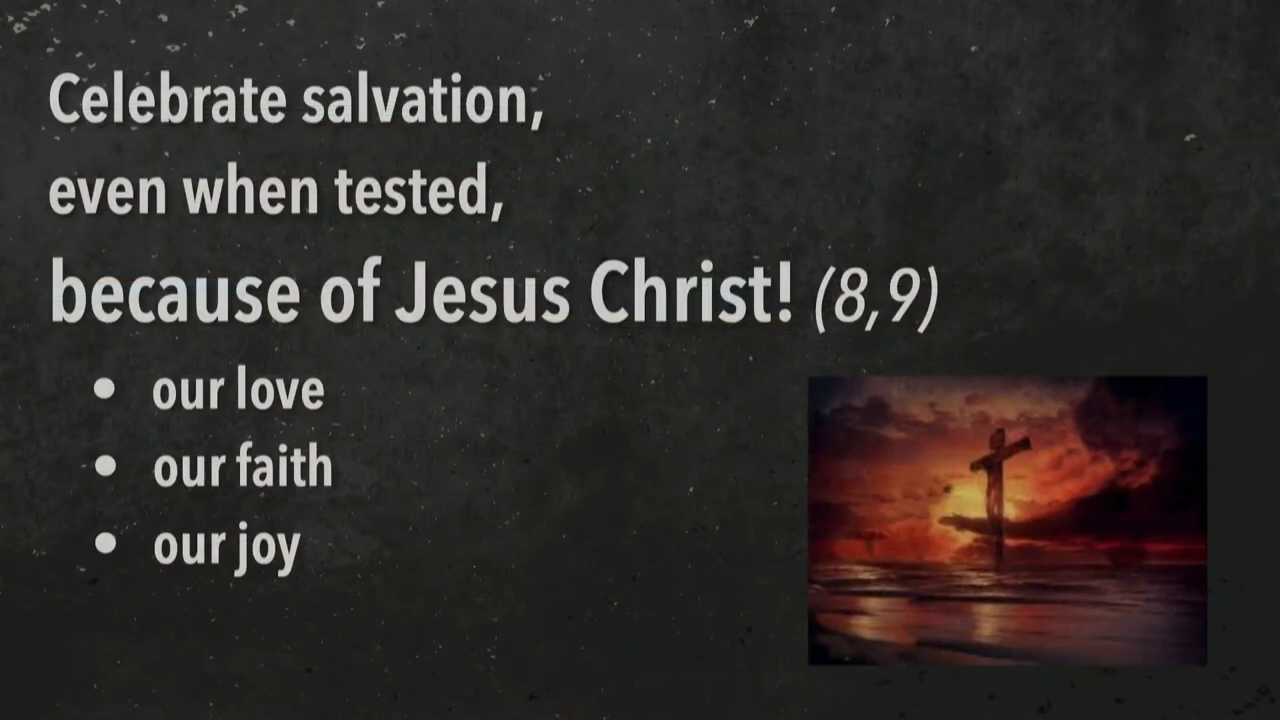 Celebrate salvation,
even when tested,
because of Jesus Christ! (8,9)
• our love
• our faith
• our joy